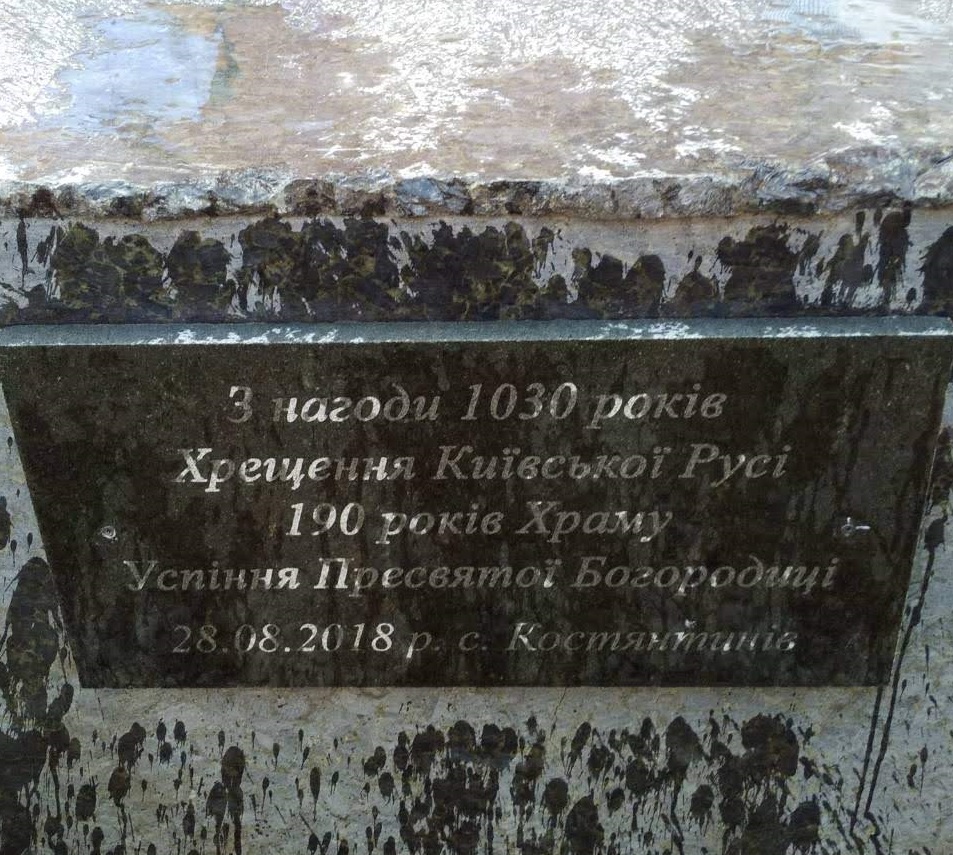 З нагоди 1030 років
Хрещення Київської Русі
190 років Храму
Успіння Пресвятої Богородиці
28.08.2018 р. с. Костянтинів